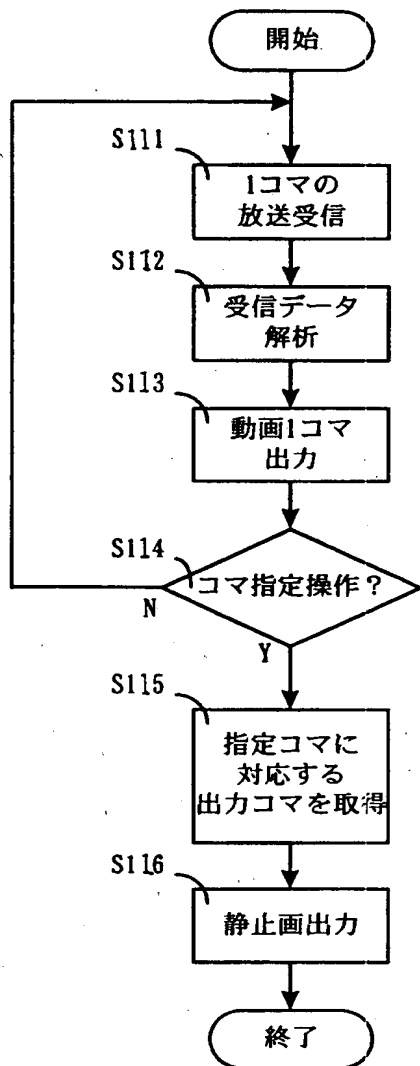 開始
S111
1コマの
放送受信
S112
受信データ
解析
S113
動画1コマ
出力
S114
コマ指定操作？
N
Y
S115
指定コマに
対応する
出力コマを取得
S116
静止画出力
終了